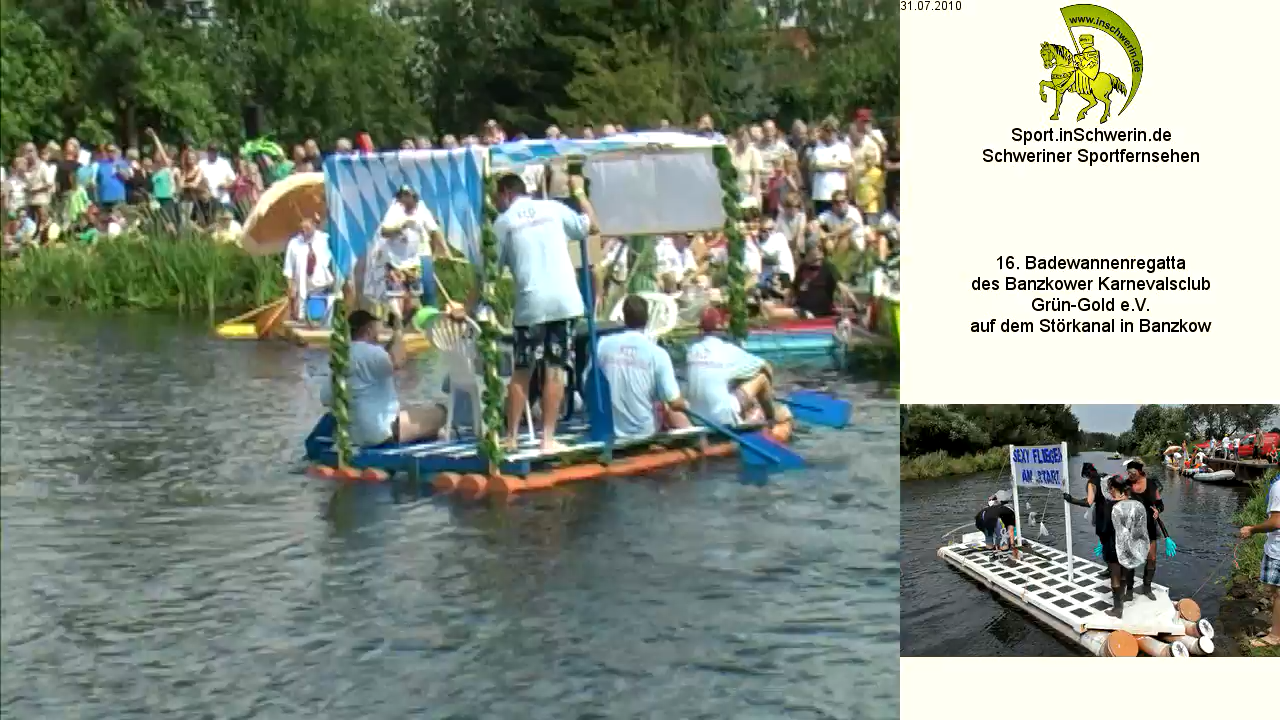 31.07.2010
www.inschwerin.de
Sport.inSchwerin.de
Schweriner Sportfernsehen
16. Badewannenregatta
des Banzkower Karnevalsclub
Grün-Gold e.V.
auf dem Störkanal in Banzkow
SEXY FLIEGEN
AM START